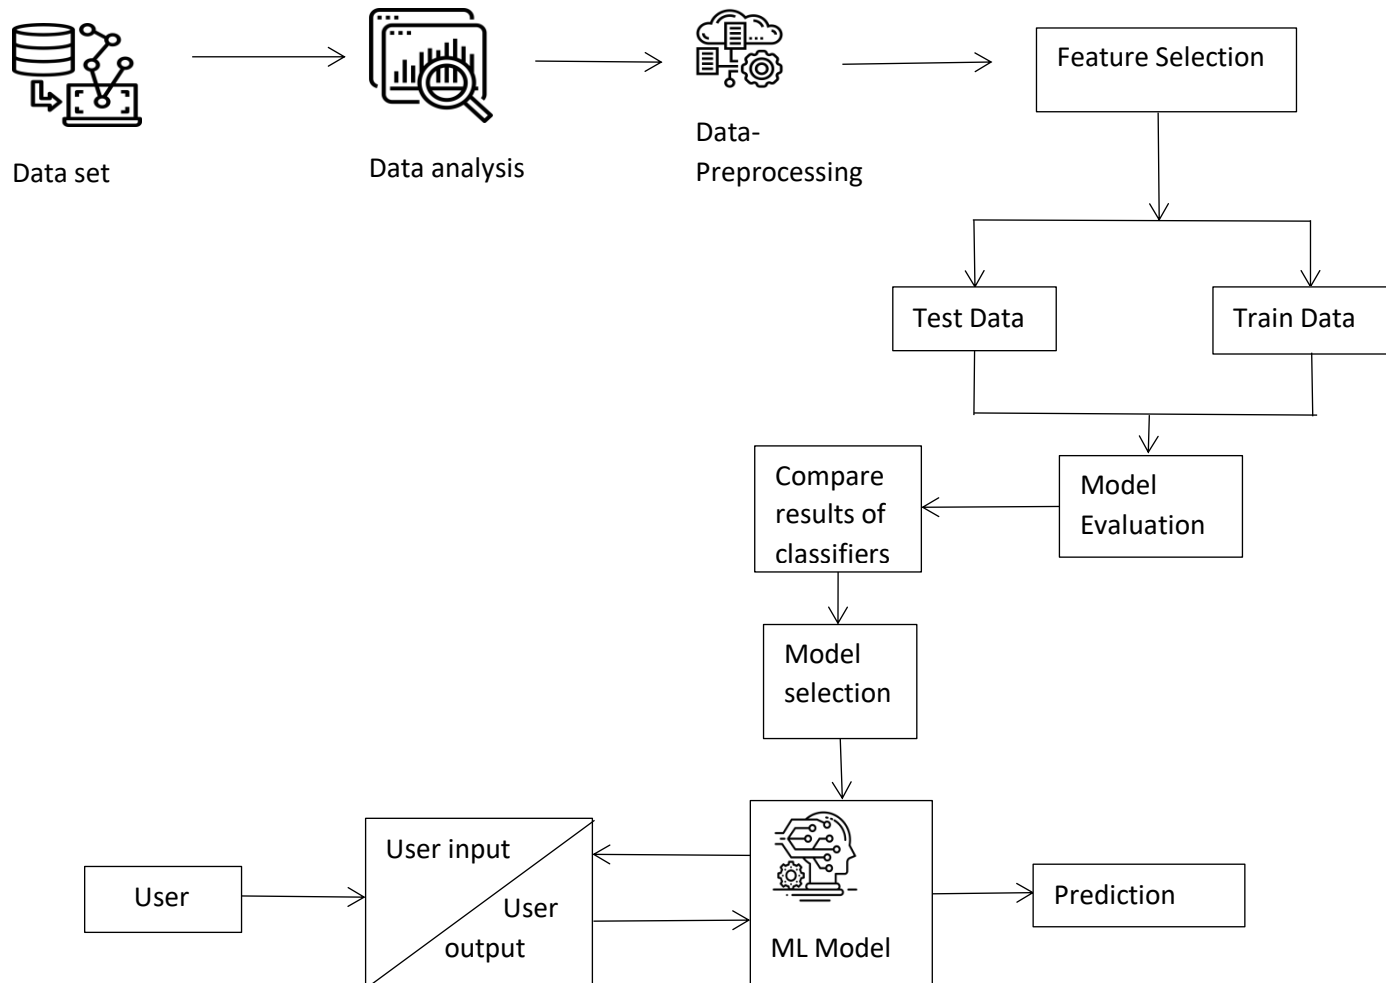 Data set
Data analysis
Data-
Preprocessing
Feature Selection
Test Data
Train Data
Model
Evaluation
Compare
results of
classifiers
Model
selection
User
User input
User
output
ML Model
Prediction